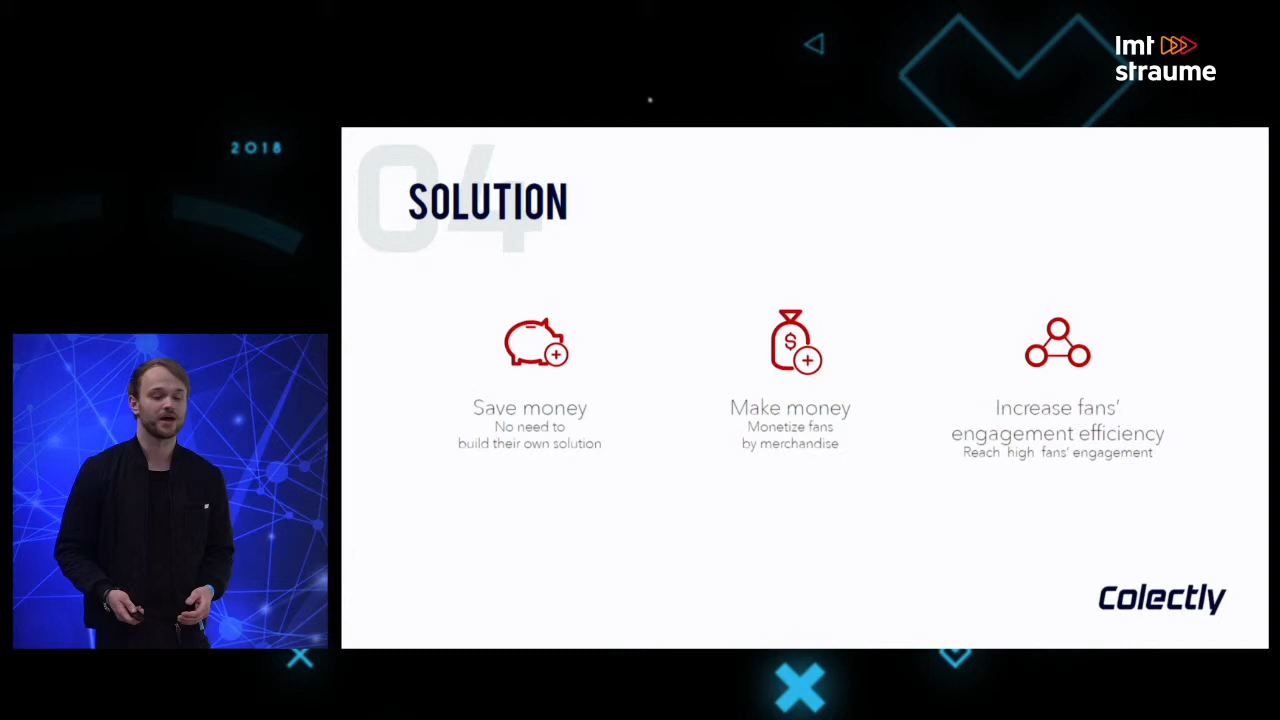 lmt
straume
2018
04
SOLUTION
$
Save money
No need to
build their own solution
Make money
Monetize fans
by merchandise
Increase fans'
engagement efficiency
Reach high fans' engagement
Colectly